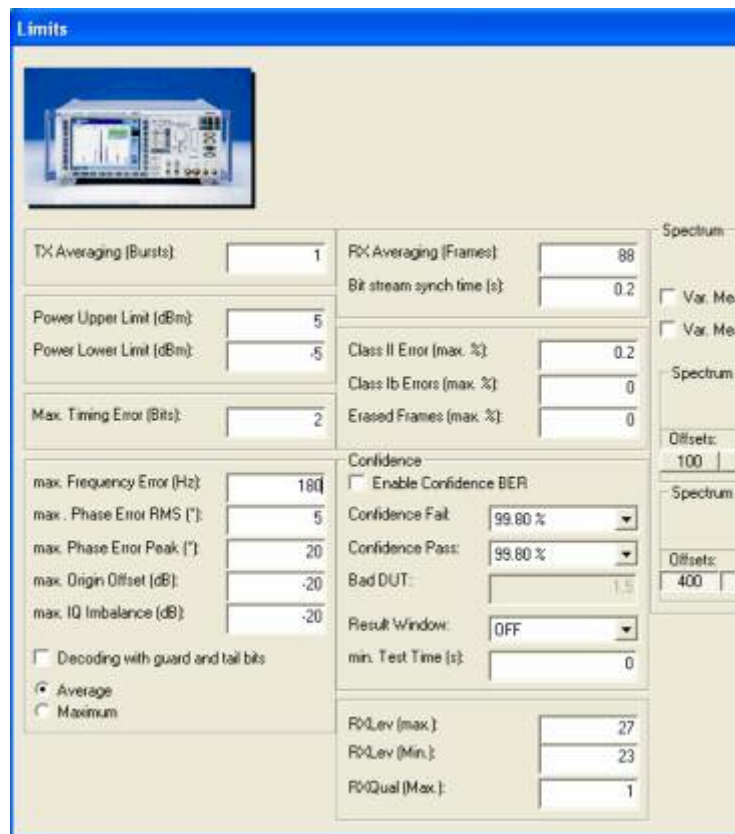 Limits
TX Averaging (Bursts): 1
Power Upper Limit (dBm): 5
Power Lower Limit (dBm): -5
Max. Timing Error (Bits): 2
max. Frequency Error (Hz): 180
max . Phase Error RMS (°): 5
max. Phase Error Peak (°): 20
max. Origin Offset (dB): -20
max. IQ Imbalance (dB): -20
Decoding with guard and tail bits
Average
Maximum
RX Averaging (Frames): 88
Bit stream synch time (s): 0.2
Class II Error (max. %): 0.2
Class Ib Errors (max. %): 0
Erased Frames (max. %): 0
Confidence
Enable Confidence BER
Confidence Fail: 99.80 %
Confidence Pass: 99.80 %
Bad DUT: 1.5
Result Window: OFF
min. Test Time (s): 0
RXLev (max.): 27
RXLev (Min.): 23
RXQual (Max.): 1
Spectrum
Var. Mea
Var. Mea
Spectrum
Offsets:
100
Spectrum
Offsets:
400